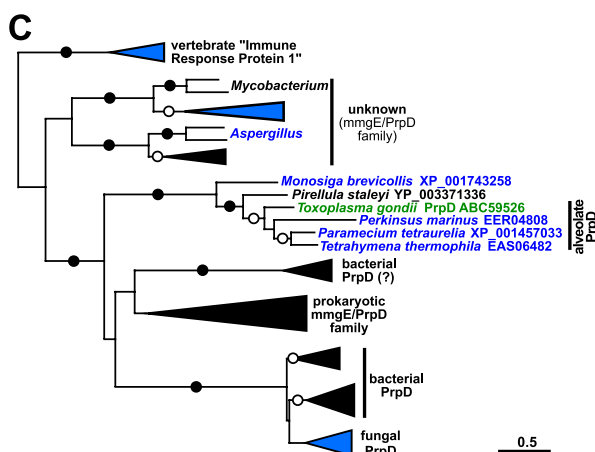 C
vertebrate "Immune
Response Protein 1"
Mycobacterium
unknown
(mmgE/PrpD
family)
Aspergillus
Monosiga brevicollis XP_001743258
Pirellula staleyi YP_003371336
Toxoplasma gondii PrpD ABC59526
Perkinsus marinus EER04808
Paramecium tetraurelia XP_001457033
Tetrahymena thermophila EAS06482
alveolate
PrpD
bacterial
PrpD (?)
prokaryotic
mmgE/PrpD
family
bacterial
PrpD
fungal
PrpD
0.5